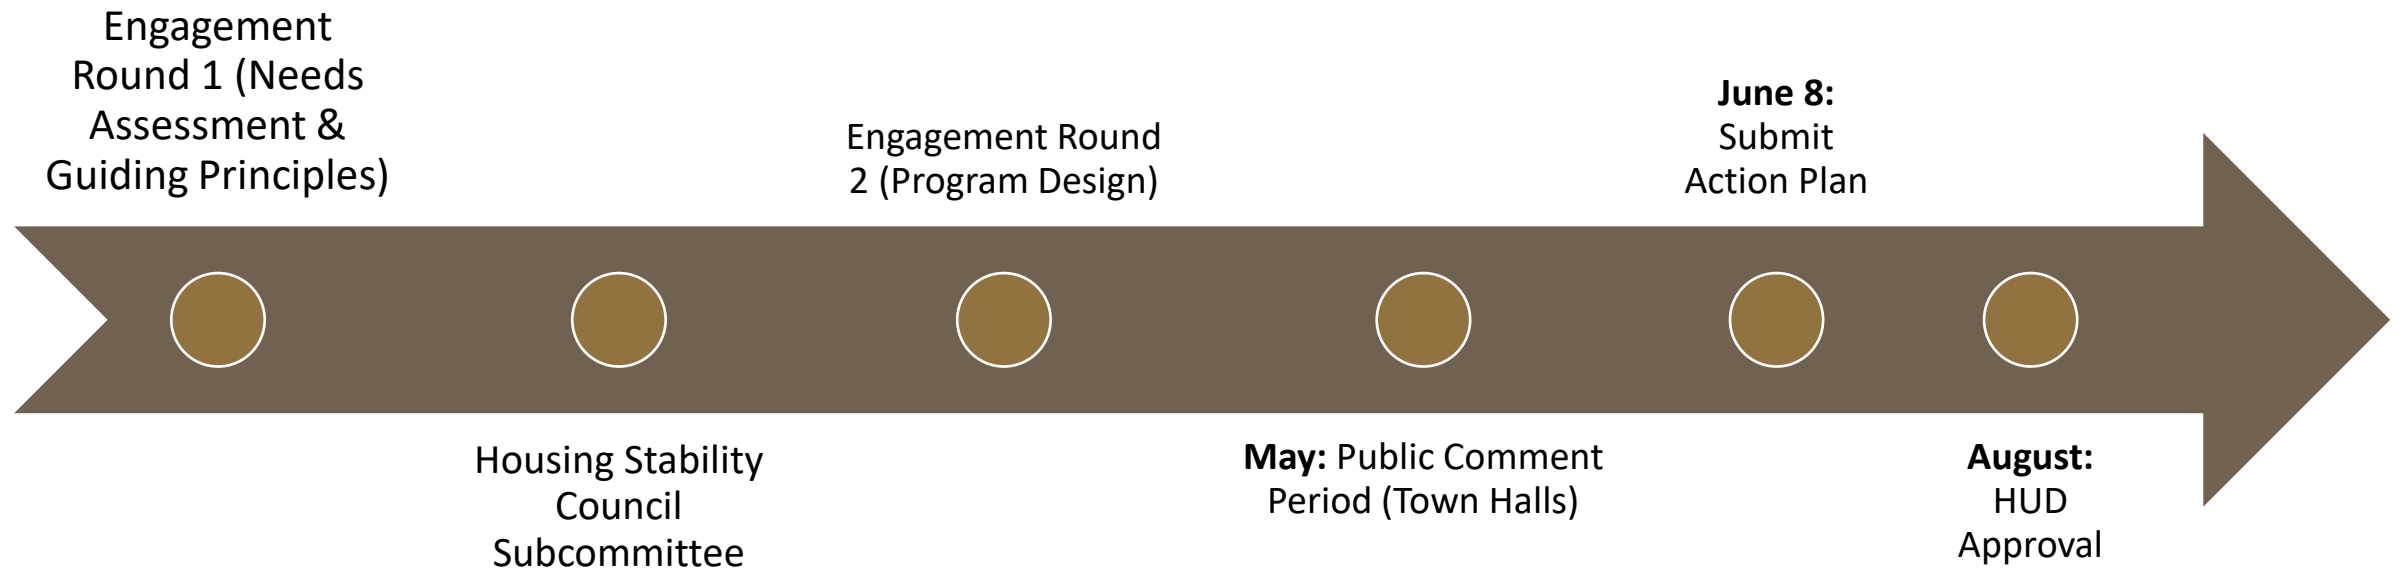 Engagement
Round 1 (Needs
Assessment &
Guiding Principles)
Housing Stability
Council
Subcommittee
Engagement Round
2 (Program Design)
May: Public Comment
Period (Town Halls)
June 8:
Submit
Action Plan
August:
HUD
Approval